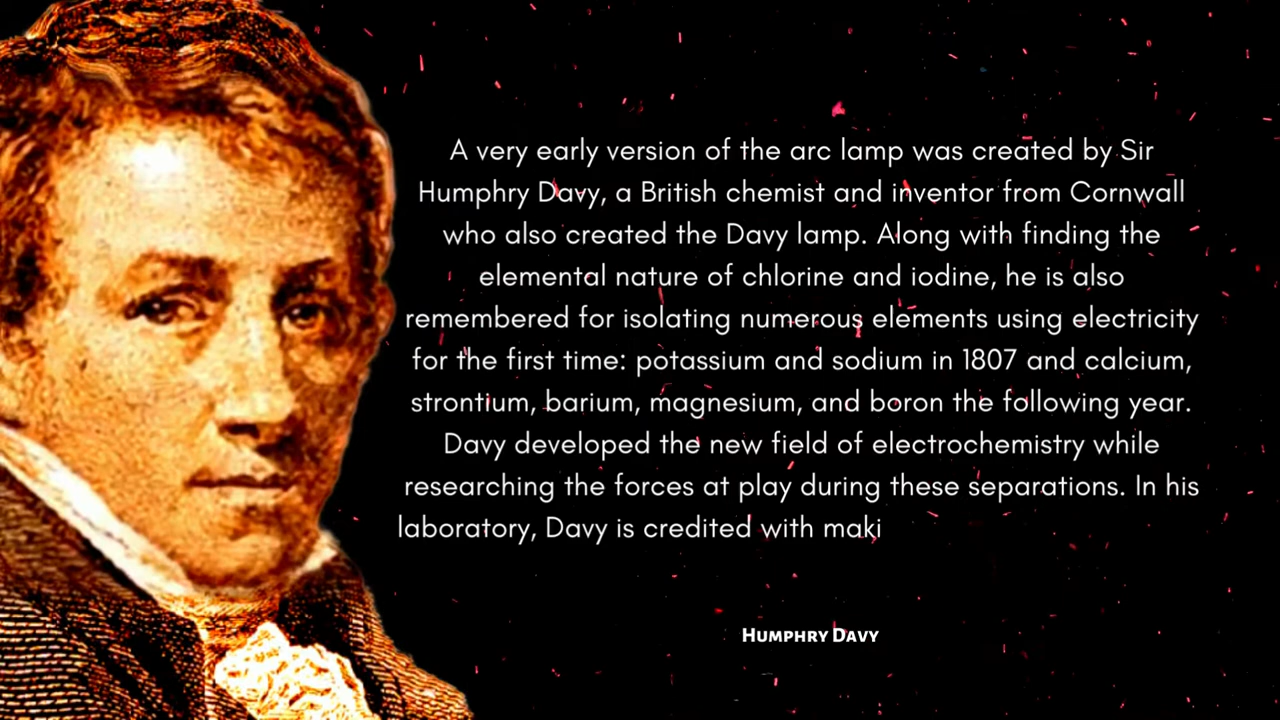 A very early version of the arc lamp was created by Sir
Humphry Davy, a British chemist and inventor from Cornwall
who also created the Davy lamp. Along with finding the
elemental nature of chlorine and iodine, he is also
remembered for isolating numerous elements using electricity
for the first time: potassium and sodium in 1807 and calcium,
strontium, barium, magnesium, and boron the following year.
Davy developed the new field of electrochemistry while
researching the forces at play during these separations. In his
laboratory, Davy is credited with maki
Humphry Davy